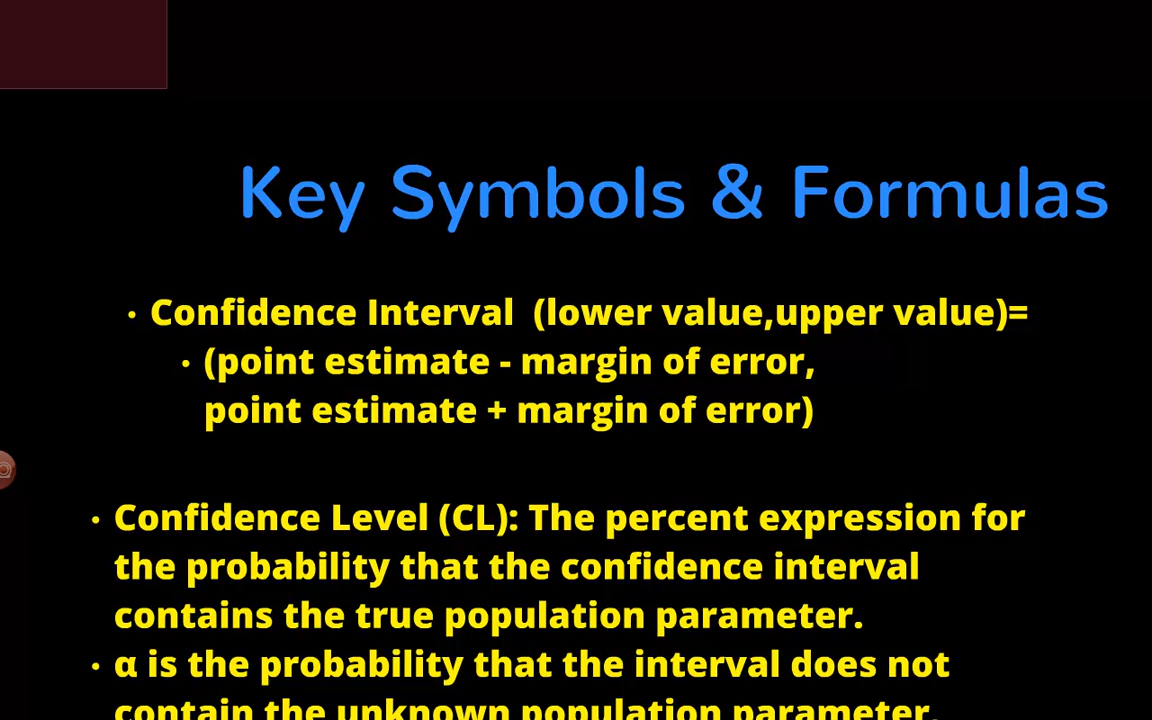 Key Symbols & Formulas
• Confidence Interval (lower value,upper value)=
• (point estimate - margin of error,
point estimate + margin of error)
• Confidence Level (CL): The percent expression for
the probability that the confidence interval
contains the true population parameter.
• α is the probability that the interval does not
contain the unknown population parameter.